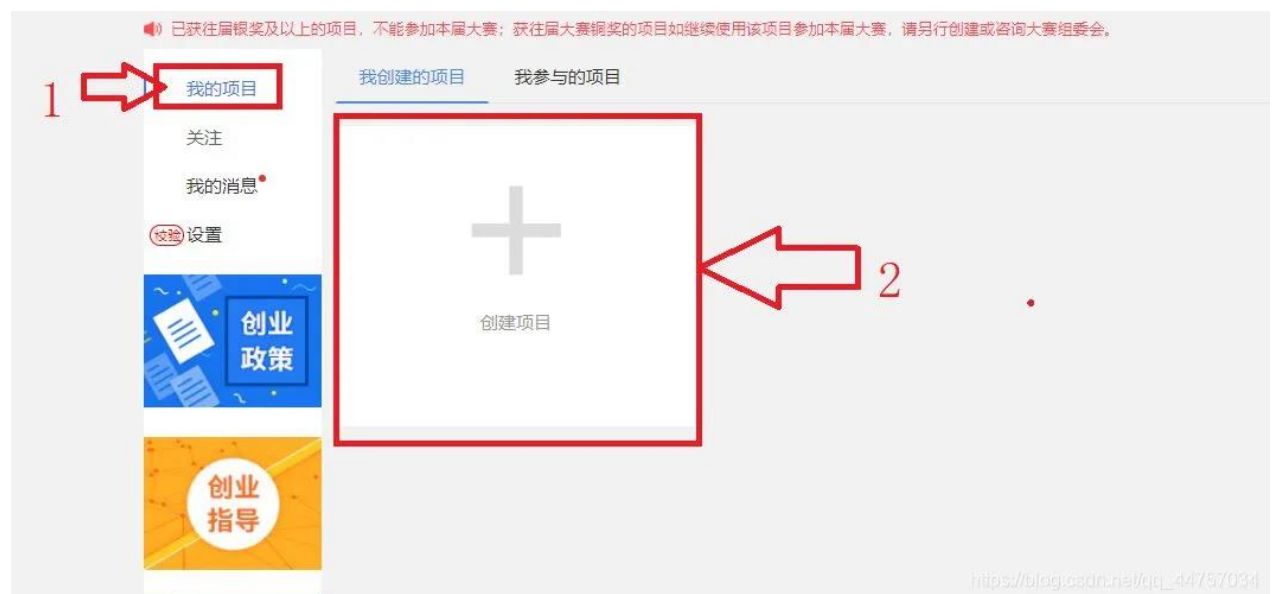 已获往届银奖及以上的项目，不能参加本届大赛；获往届大赛铜奖的项目如继续使用该项目参加本届大赛，请另行创建或咨询大赛组委会。
1
我的项目
我创建的项目
我参与的项目
关注
我的消息
校验
设置
创建项目
2
创业
政策
创业
指导
https://blog.csdn.net/qq_44757034